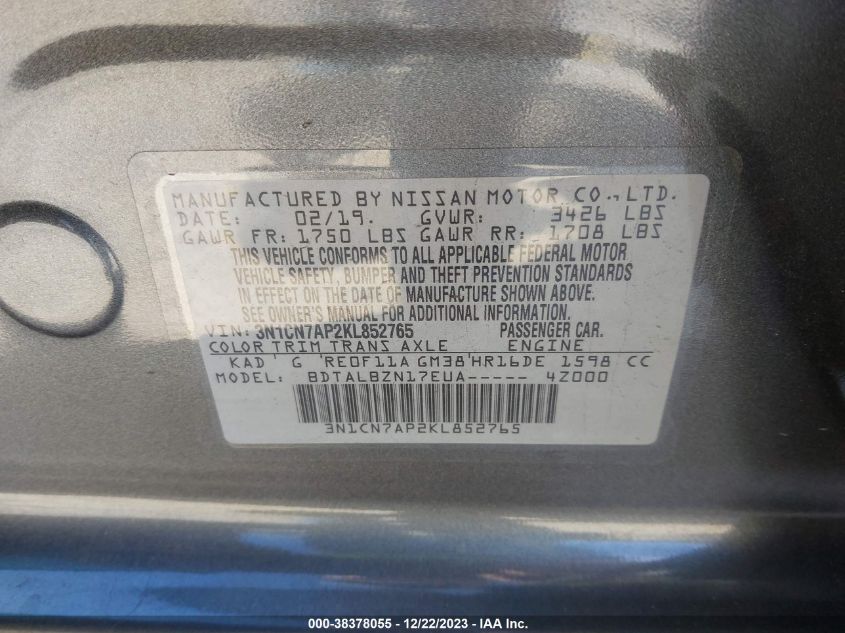 MANUFACTURED BY NISSAN MOTOR CO., LTD.
DATE: 02/19. GVWR: 3426 LBS
GAWR FR: 1750 LBS GAWR RR: 1708 LBS
THIS VEHICLE CONFORMS TO ALL APPLICABLE FEDERAL MOTOR
VEHICLE SAFETY, BUMPER AND THEFT PREVENTION STANDARDS
IN EFFECT ON THE DATE OF MANUFACTURE SHOWN ABOVE.
SEE OWNER'S MANUAL FOR ADDITIONAL INFORMATION.
VIN: 3N1CN7AP2KL852765 PASSENGER CAR.
COLOR TRIM TRANS AXLE ENGINE
KAD G RE0F11A GM38 HR16DE 1598 CC
MODEL: BDTALBZN17EUA----- 4Z000
3N1CN7AP2KL852765
000-38378055 - 12/22/2023 - IAA Inc.